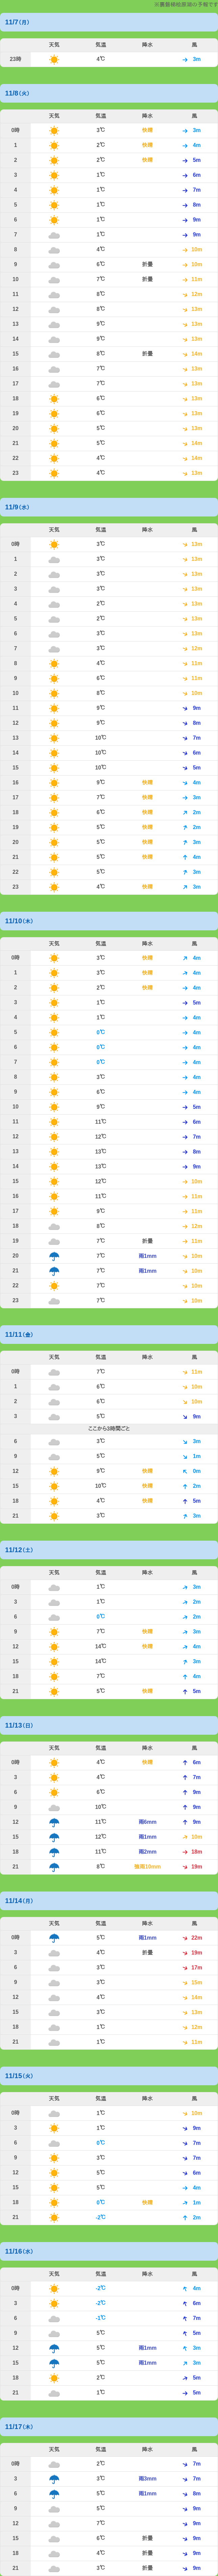 ※鷹巣検校原湖の予報です
11/7(月)
天気 気温 降水 風
23時 4℃ 3m
11/8(火)
天気 気温 降水 風
0時 3℃ 快晴 3m
1 2℃ 快晴 4m
2 2℃ 快晴 5m
3 1℃ 6m
4 1℃ 7m
5 1℃ 8m
6 1℃ 9m
7 1℃ 9m
8 4℃ 10m
9 6℃ 折曇 10m
10 7℃ 折曇 11m
11 8℃ 12m
12 8℃ 13m
13 9℃ 13m
14 9℃ 13m
15 8℃ 折曇 14m
16 7℃ 13m
17 7℃ 13m
18 6℃ 13m
19 6℃ 13m
20 5℃ 13m
21 5℃ 14m
22 4℃ 14m
23 4℃ 12m
11/9(水)
天気 気温 降水 風
0時 3℃ 13m
1 3℃ 13m
2 3℃ 13m
3 3℃ 13m
4 2℃ 13m
5 2℃ 13m
6 3℃ 13m
7 3℃ 12m
8 4℃ 11m
9 6℃ 11m
10 8℃ 10m
11 9℃ 9m
12 9℃ 8m
13 10℃ 7m
14 10℃ 6m
15 10℃ 5m
16 9℃ 快晴 4m
17 7℃ 快晴 3m
18 6℃ 快晴 2m
19 5℃ 快晴 2m
20 5℃ 快晴 3m
21 5℃ 快晴 4m
22 5℃ 3m
23 4℃ 快晴 3m
11/10(木)
天気 気温 降水 風
0時 3℃ 快晴 4m
1 3℃ 快晴 4m
2 2℃ 快晴 4m
3 1℃ 5m
4 1℃ 4m
5 0℃ 4m
6 0℃ 4m
7 0℃ 4m
8 3℃ 4m
9 6℃ 4m
10 9℃ 5m
11 11℃ 6m
12 12℃ 7m
13 13℃ 8m
14 13℃ 9m
15 12℃ 10m
16 11℃ 11m
17 9℃ 11m
18 8℃ 12m
19 7℃ 折曇 11m
20 7℃ 雨1mm 10m
21 7℃ 雨1mm 10m
22 7℃ 10m
23 7℃ 10m
11/11(金)
天気 気温 降水 風
0時 7℃ 11m
1 6℃ 10m
2 6℃ 10m
3 5℃ 9m
ここから3時間ごと
6 3℃ 3m
9 5℃ 1m
12 9℃ 快晴 0m
15 10℃ 快晴 2m
18 4℃ 快晴 5m
21 3℃ 3m
11/12(土)
天気 気温 降水 風
0時 1℃ 3m
3 1℃ 2m
6 0℃ 2m
9 7℃ 快晴 3m
12 14℃ 快晴 4m
15 14℃ 3m
18 7℃ 4m
21 5℃ 快晴 5m
11/13(日)
天気 気温 降水 風
0時 4℃ 快晴 6m
3 4℃ 7m
6 6℃ 9m
9 10℃ 9m
12 11℃ 雨6mm 9m
15 12℃ 雨1mm 10m
18 11℃ 雨2mm 18m
21 8℃ 強雨10mm 19m
11/14(月)
天気 気温 降水 風
0時 5℃ 雨1mm 22m
3 4℃ 折曇 19m
6 3℃ 17m
9 3℃ 15m
12 4℃ 14m
15 3℃ 13m
18 1℃ 12m
21 1℃ 11m
11/15(火)
天気 気温 降水 風
0時 1℃ 10m
3 1℃ 9m
6 0℃ 7m
9 3℃ 7m
12 5℃ 6m
15 5℃ 4m
18 0℃ 快晴 1m
21 -2℃ 2m
11/16(水)
天気 気温 降水 風
0時 -2℃ 4m
3 -2℃ 6m
6 -1℃ 7m
9 5℃ 5m
12 5℃ 雨1mm 3m
15 5℃ 雨1mm 3m
18 2℃ 5m
21 1℃ 5m
11/17(木)
天気 気温 降水 風
0時 2℃ 7m
3 3℃ 雨3mm 7m
6 5℃ 雨1mm 8m
9 5℃ 9m
12 7℃ 9m
15 6℃ 折曇 9m
18 4℃ 折曇 9m
21 3℃ 折曇 9m